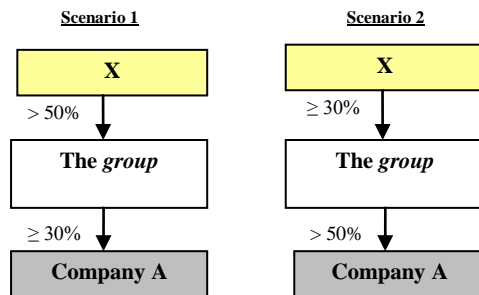 Scenario 1
X
> 50%
The group
≥ 30%
Company A
Scenario 2
X
≥ 30%
The group
> 50%
Company A